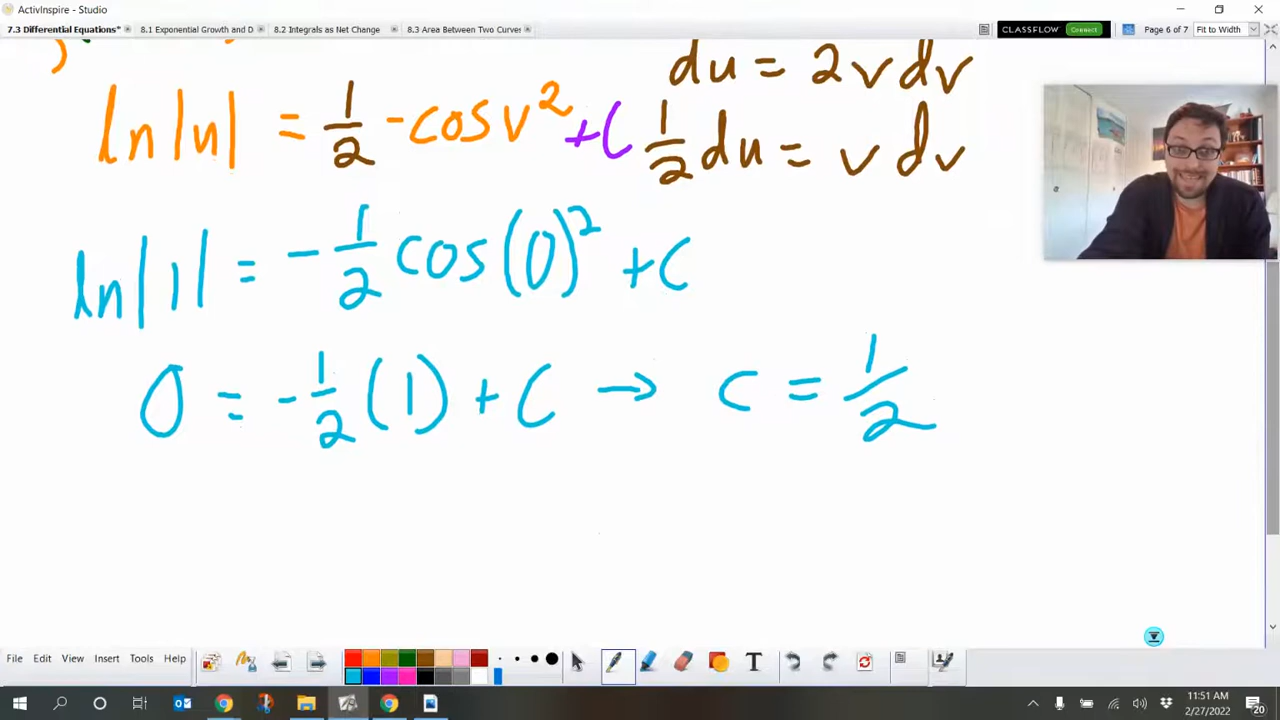 ActivInspire - Studio
7.3 Differential Equations* 8.1 Exponential Growth and D 8.2 Integrals as Net Change 8.3 Area Between Two Curves
CLASSFLOW Connect Page 6 of 7 Fit to Width
du = 2v dv
ln|u| = 1/2 -cos v² +C
1/2 du = v dv
ln|1| = -1/2 cos(0)² + C
0 = -1/2 (1) + C → C = 1/2
File Edit View Insert Tools Help
T
11:51 AM
2/27/2022
20